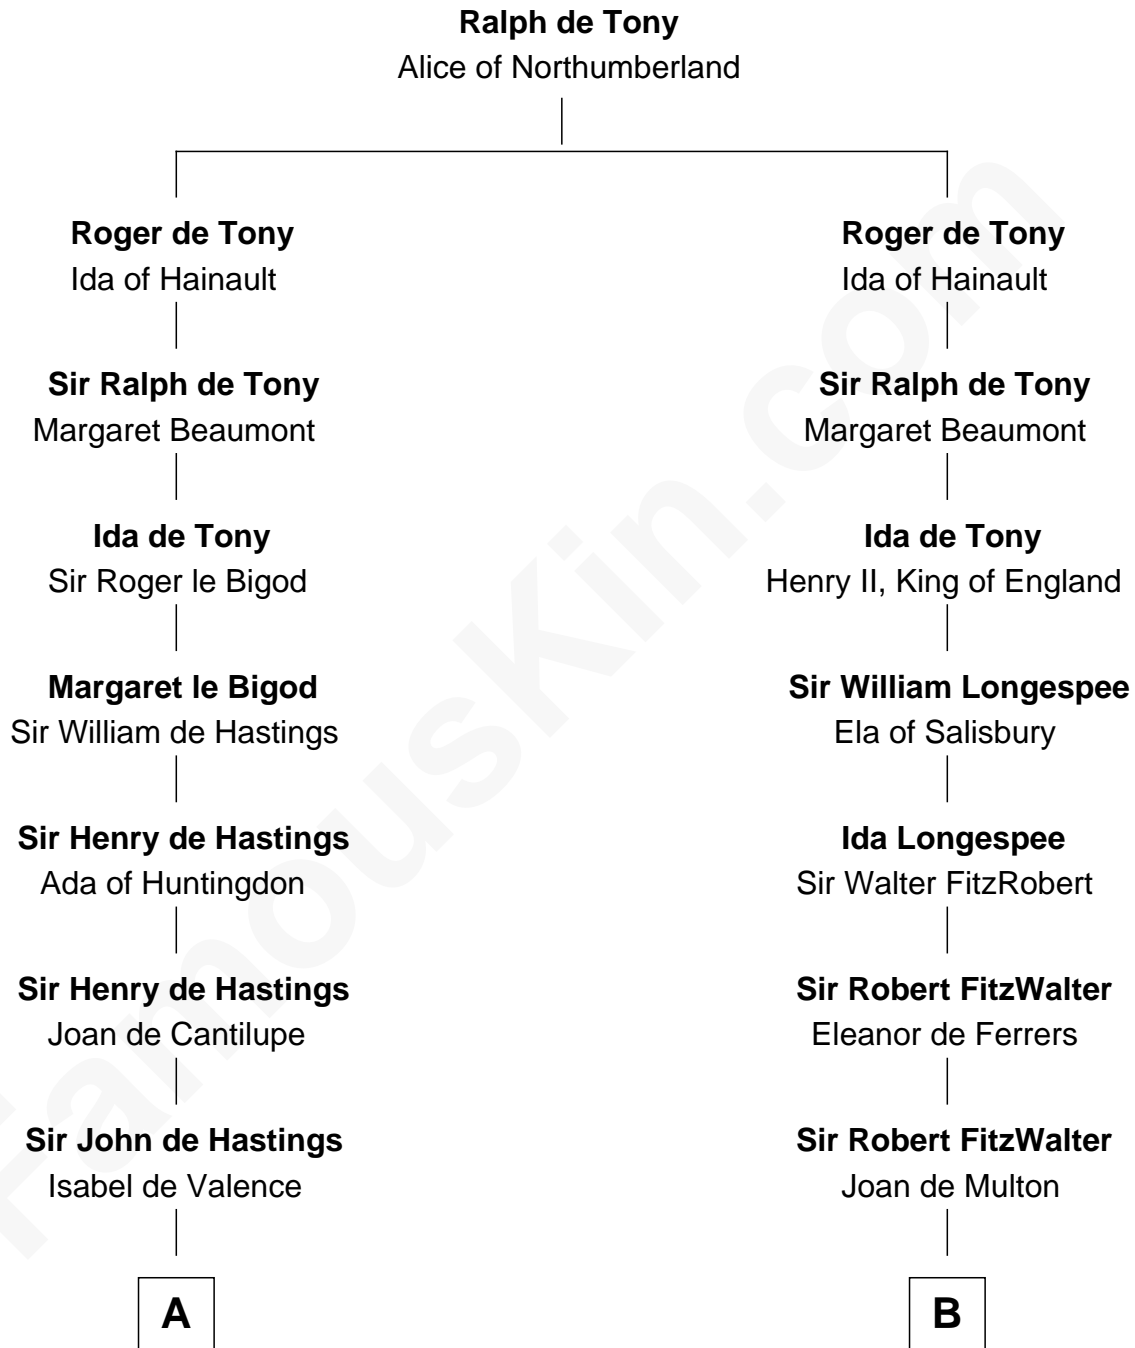 Ralph de Tony
Alice of Northumberland
Roger de Tony
Ida of Hainault
Roger de Tony
Ida of Hainault
Sir Ralph de Tony
Margaret Beaumont
Sir Ralph de Tony
Margaret Beaumont
Ida de Tony
Sir Roger le Bigod
Ida de Tony
Henry II, King of England
Margaret le Bigod
Sir William de Hastings
Sir William Longespee
Ela of Salisbury
Sir Henry de Hastings
Ada of Huntingdon
Ida Longespee
Sir Walter FitzRobert
Sir Henry de Hastings
Joan de Cantilupe
Sir Robert FitzWalter
Eleanor de Ferrers
Sir John de Hastings
Isabel de Valence
Sir Robert FitzWalter
Joan de Multon
A
B
FamousKin.com